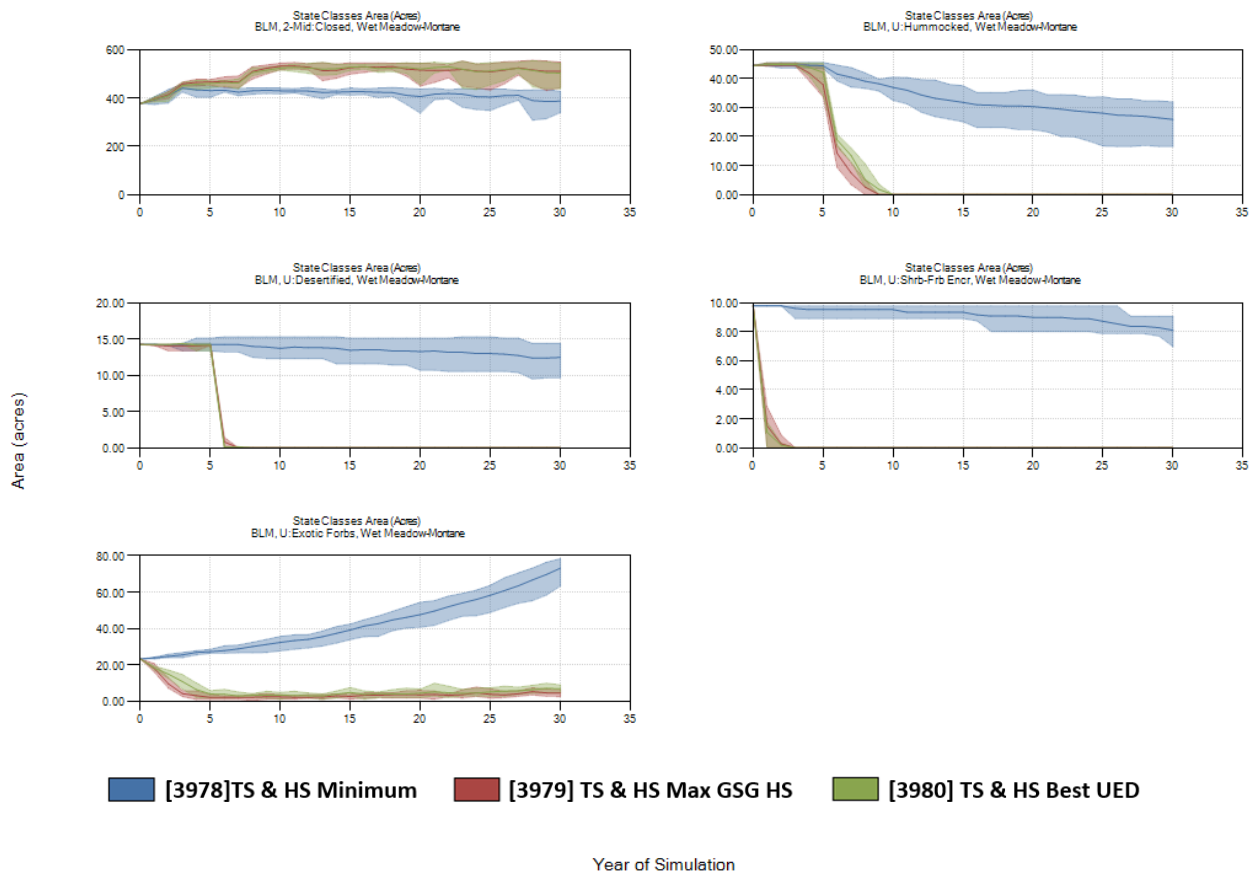 State Classes Area (Acres)
BLM, 2-Mid:Closed, Wet Meadow-Montane
600
400
200
0
0 5 10 15 20 25 30 35
State Classes Area (Acres)
BLM, U:Hummocked, Wet Meadow-Montane
50.00
40.00
30.00
20.00
10.00
0.00
0 5 10 15 20 25 30 35
State Classes Area (Acres)
BLM, U:Desertified, Wet Meadow-Montane
20.00
15.00
10.00
5.00
0.00
0 5 10 15 20 25 30 35
State Classes Area (Acres)
BLM, U:Shrb-Frb Encr, Wet Meadow-Montane
10.00
8.00
6.00
4.00
2.00
0.00
0 5 10 15 20 25 30 35
Area (acres)
State Classes Area (Acres)
BLM, U:Exotic Forbs, Wet Meadow-Montane
80.00
60.00
40.00
20.00
0.00
0 5 10 15 20 25 30 35
[3978]TS & HS Minimum [3979] TS & HS Max GSG HS [3980] TS & HS Best UED
Year of Simulation